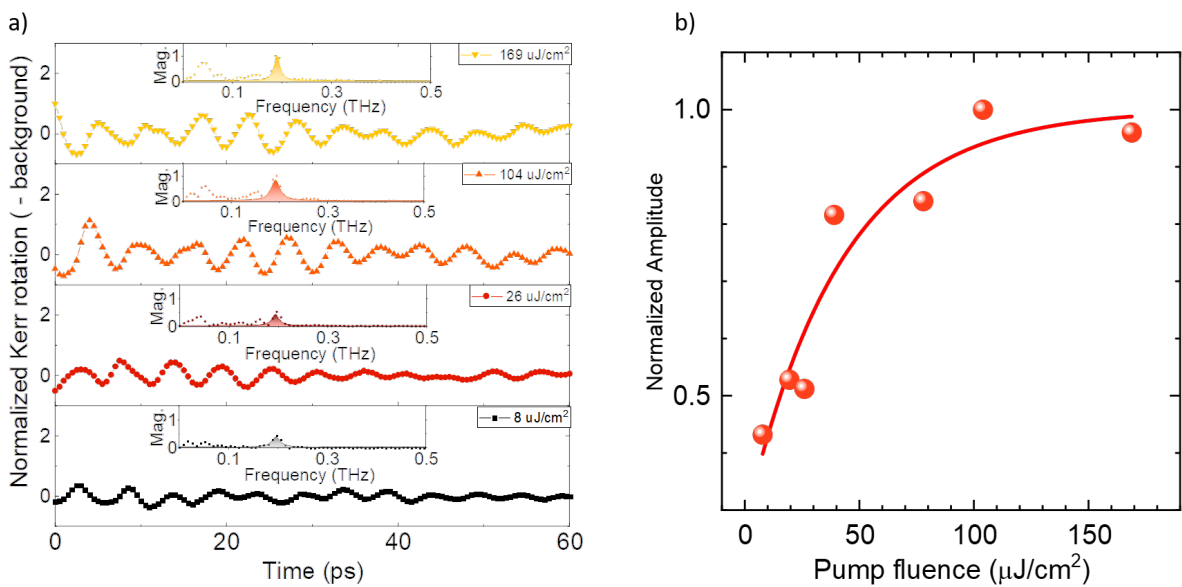 a)
Normalized Kerr rotation ( - background)
2
0
169 uJ/cm²
Mag.
1
0
0.1
0.3
0.5
Frequency (THz)
2
0
104 uJ/cm²
Mag.
1
0
0.1
0.3
0.5
Frequency (THz)
2
0
26 uJ/cm²
Mag.
1
0
0.1
0.3
0.5
Frequency (THz)
2
0
8 uJ/cm²
Mag.
1
0
0.1
0.3
0.5
Frequency (THz)
0
20
40
60
Time (ps)
b)
Normalized Amplitude
1.0
0.5
0
50
100
150
Pump fluence (μJ/cm²)